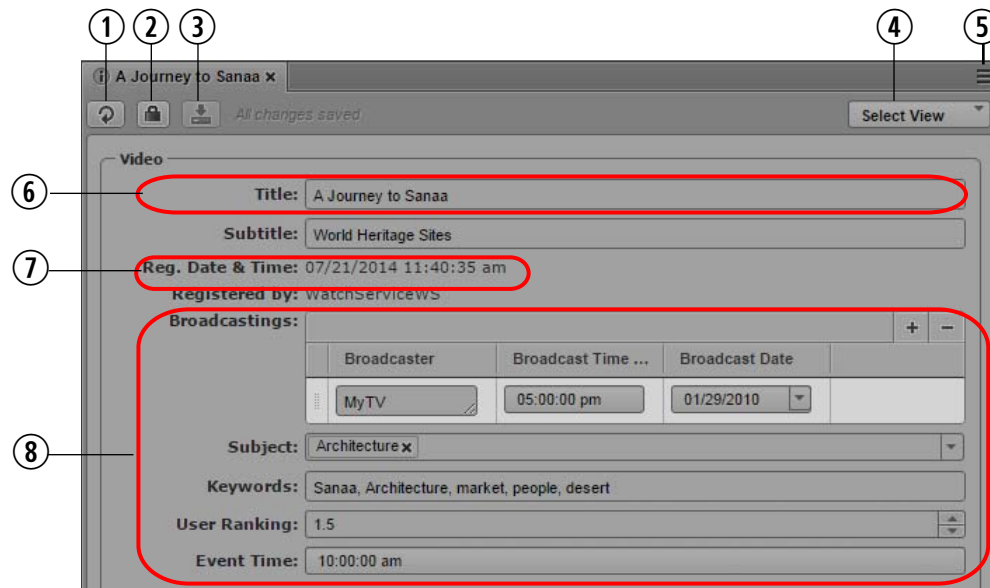 1 2 3 4 5
A Journey to Sanaa x
All changes saved
Select View
Video
6
Title: A Journey to Sanaa
Subtitle: World Heritage Sites
7
Reg. Date & Time: 07/21/2014 11:40:35 am
Registered by: WatchServiceWS
Broadcastings: + −
Broadcaster Broadcast Time ... Broadcast Date
MyTV 05:00:00 pm 01/29/2010
8
Subject: Architecture x
Keywords: Sanaa, Architecture, market, people, desert
User Ranking: 1.5
Event Time: 10:00:00 am